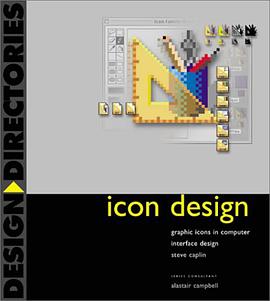 DESIGN DIRECTORIES
icon design
graphic icons in computer
interface design
steve caplin
SERIES CONSULTANT
alastair campbell